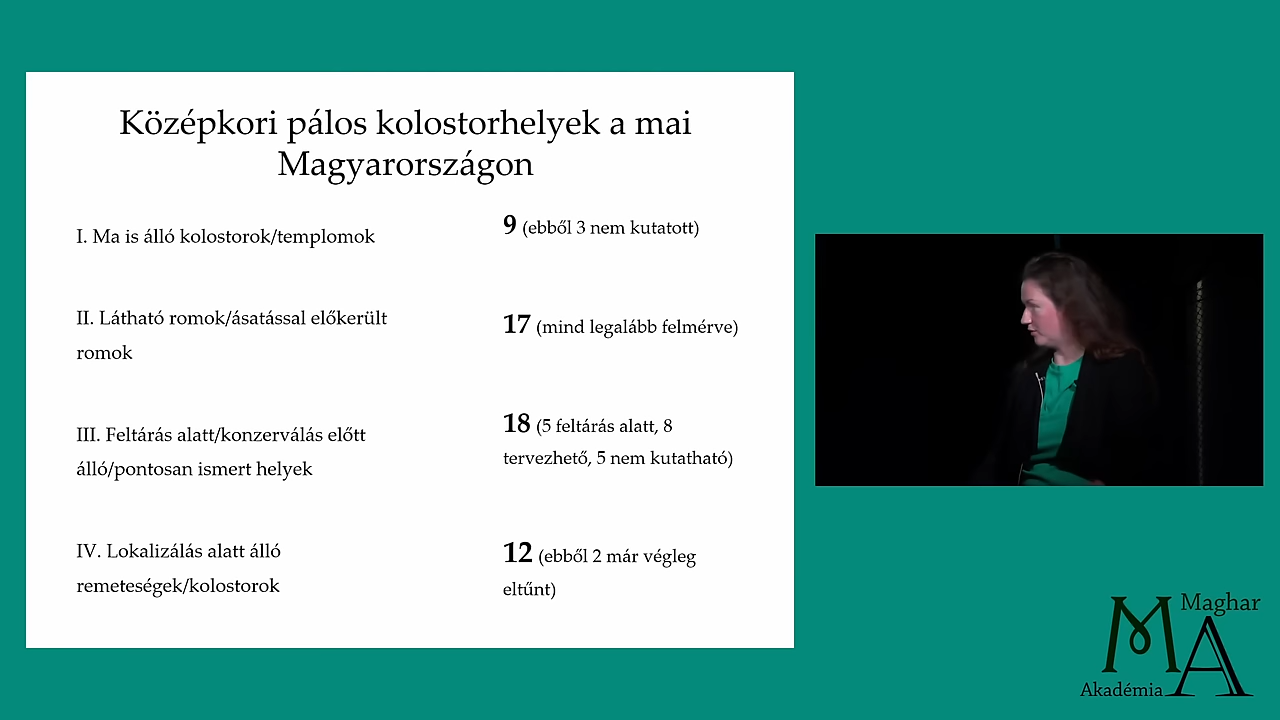 Középkori pálos kolostorhelyek a mai
Magyarországon
I. Ma is álló kolostorok/templomok
9 (ebből 3 nem kutatott)
II. Látható romok/ásatással előkerült
romok
17 (mind legalább felmérve)
III. Feltárás alatt/konzerválás előtt
álló/pontosan ismert helyek
18 (5 feltárás alatt, 8
tervezhető, 5 nem kutatható)
IV. Lokalizálás alatt álló
remeteségek/kolostorok
12 (ebből 2 már végleg
eltűnt)
MA
Maghar
Akadémia